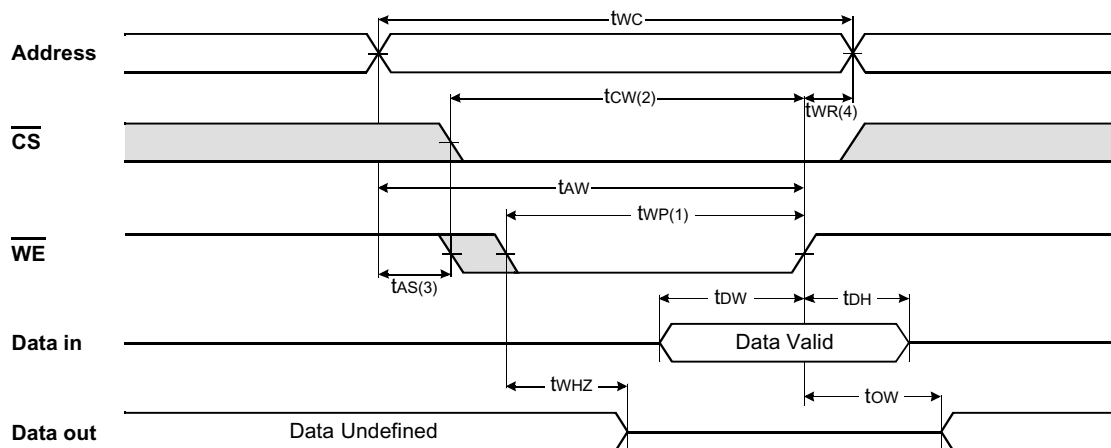 tWC
Address
tCW(2)
tWR(4)
CS
tAW
tWP(1)
WE
tAS(3)
tDW
tDH
Data in
Data Valid
tWHZ
tOW
Data out
Data Undefined